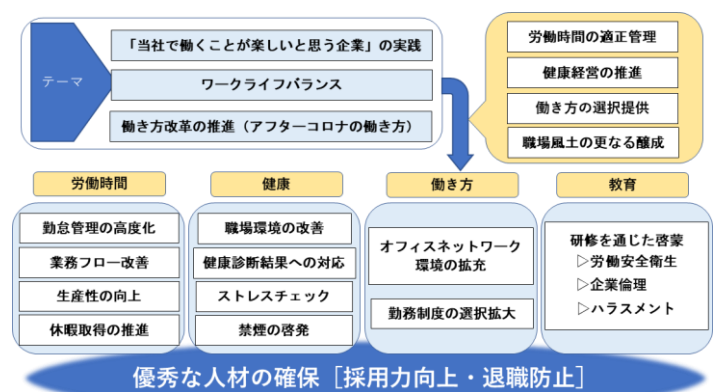 テーマ
「当社で働くことが楽しいと思う企業」の実践
ワークライフバランス
働き方改革の推進（アフターコロナの働き方）
労働時間の適正管理
健康経営の推進
働き方の選択提供
職場風土の更なる醸成
労働時間
勤怠管理の高度化
業務フロー改善
生産性の向上
休暇取得の推進
健康
職場環境の改善
健康診断結果への対応
ストレスチェック
禁煙の啓発
働き方
オフィスネットワーク
環境の拡充
勤務制度の選択拡大
教育
研修を通じた啓蒙
▷労働安全衛生
▷企業倫理
▷ハラスメント
優秀な人材の確保［採用力向上・退職防止］